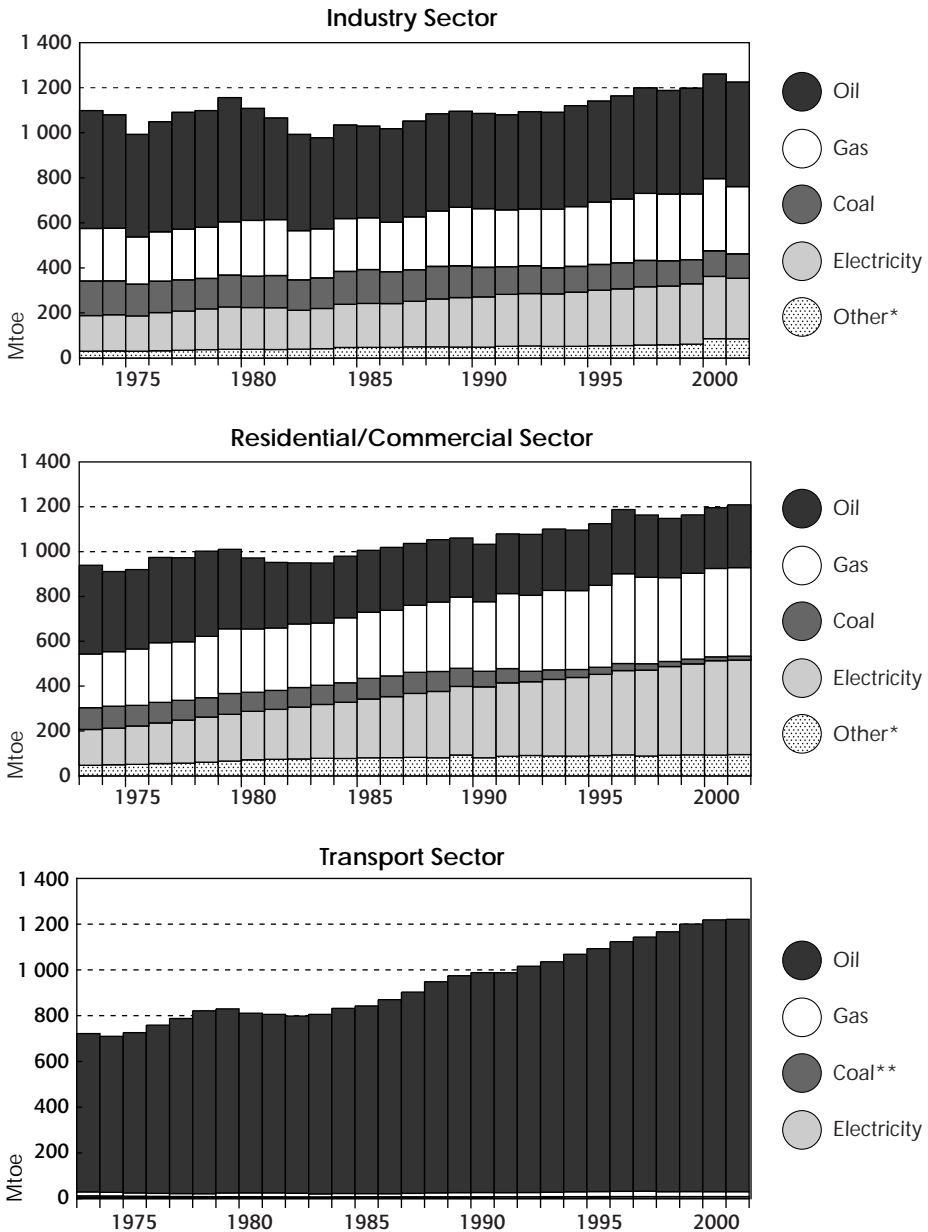 Industry Sector
1 400
1 200
1 000
800
600
400
200
0
Mtoe
1975 1980 1985 1990 1995 2000
Oil
Gas
Coal
Electricity
Other*
Residential/Commercial Sector
1 400
1 200
1 000
800
600
400
200
0
Mtoe
1975 1980 1985 1990 1995 2000
Oil
Gas
Coal
Electricity
Other*
Transport Sector
1 400
1 200
1 000
800
600
400
200
0
Mtoe
1975 1980 1985 1990 1995 2000
Oil
Gas
Coal**
Electricity